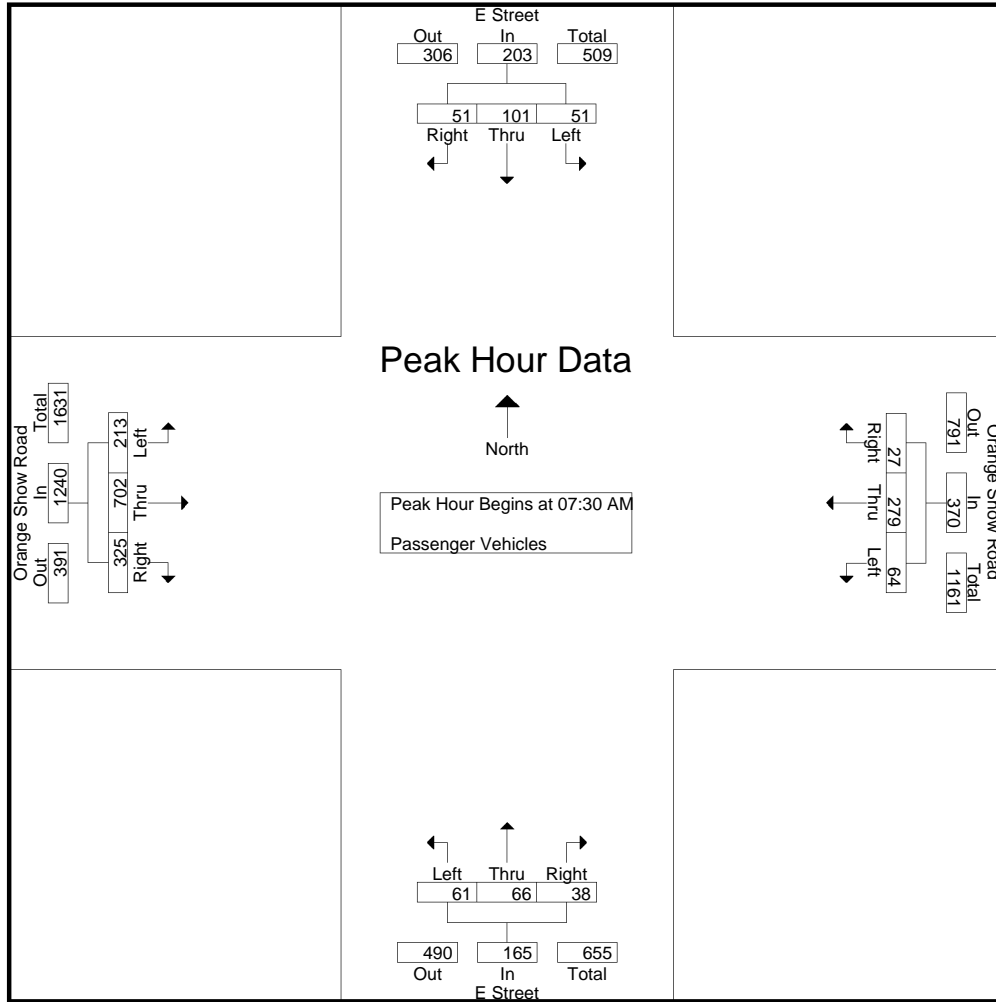 E Street
Out In Total
306 203 509
51 101 51
Right Thru Left
Peak Hour Data
North
Peak Hour Begins at 07:30 AM
Passenger Vehicles
Orange Show Road
Total In Out
1631 1240 391
213 702 325
Left Thru Right
Orange Show Road
Out In Total
791 370 1161
27 279 64
Right Thru Left
Left Thru Right
61 66 38
490 165 655
Out In Total
E Street